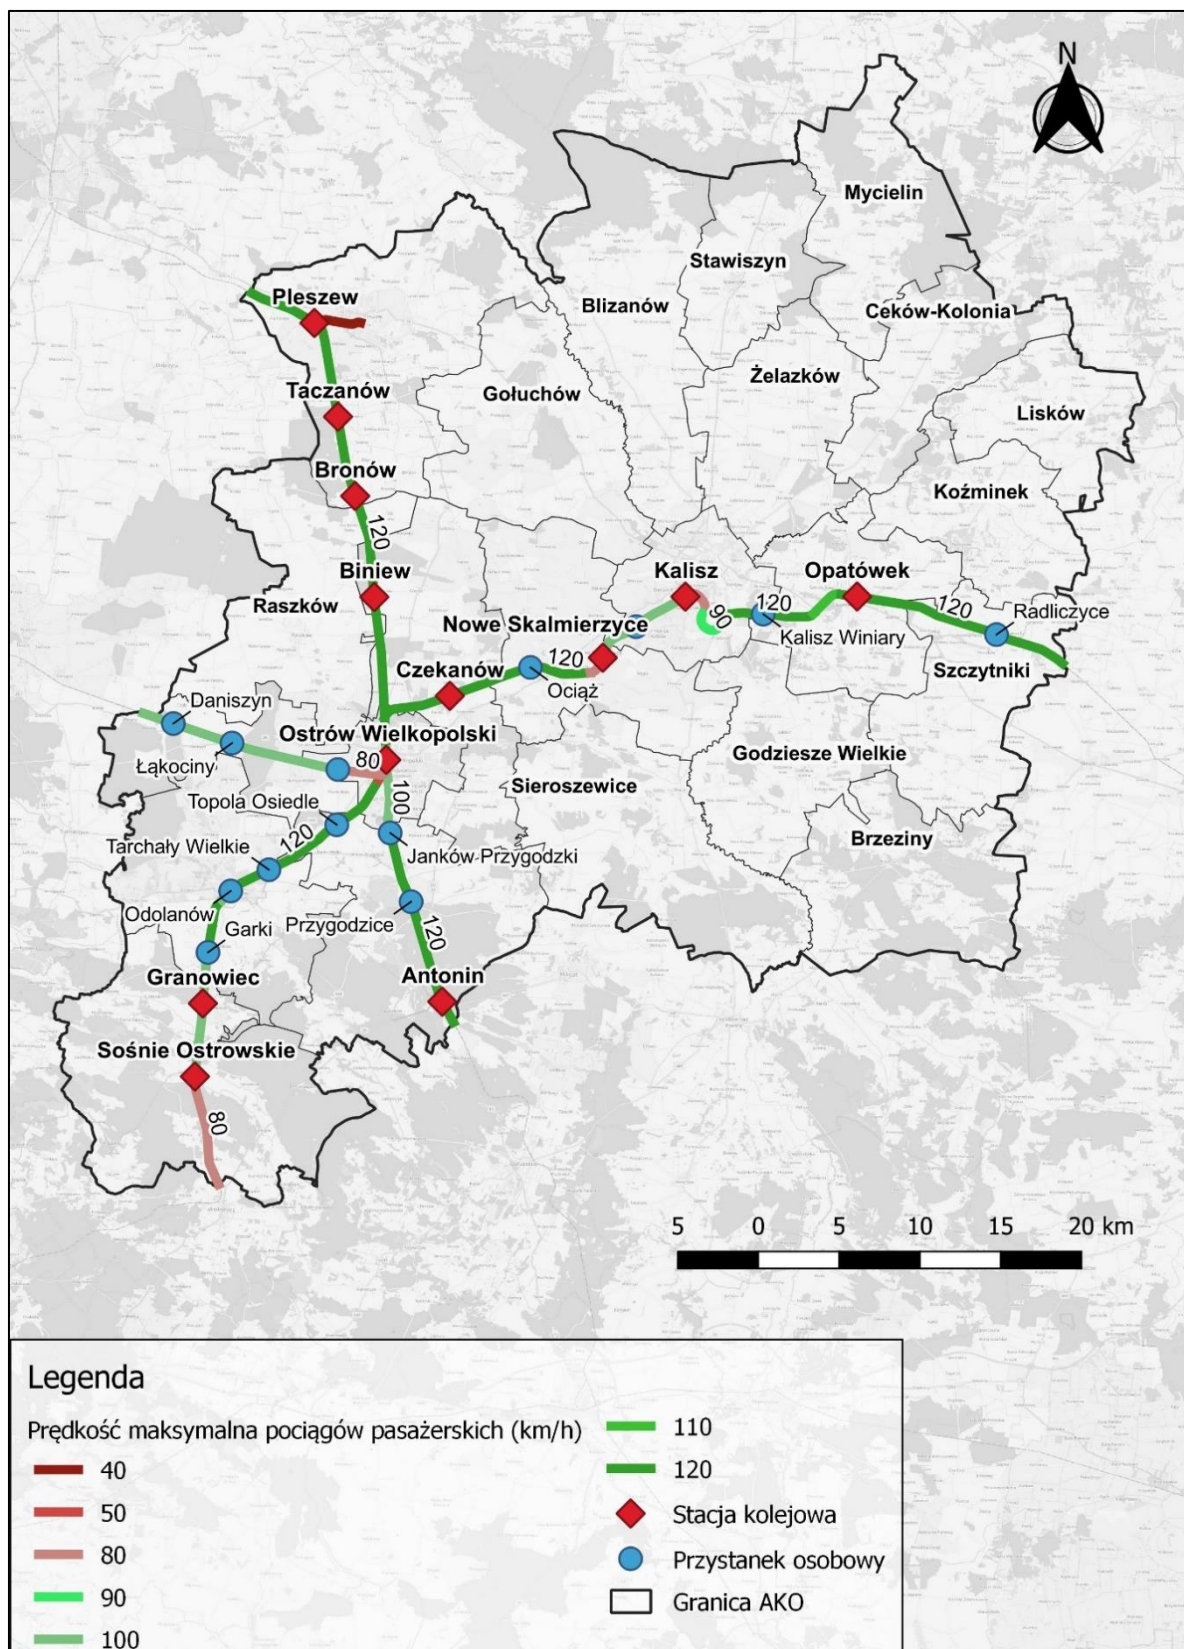 N
Mycielin
Stawiszyn
Blizanów
Ceków-Kolonia
Pleszew
Żelazków
Taczanów
Gołuchów
Lisków
Bronów
Koźminek
120
Biniew
Kalisz
Opatówek
Raszków
90
120
120
Radliczyce
Nowe Skalmierzyce
Kalisz Winiary
Czekanów
120
Ociąż
Szczytniki
Daniszyn
Ostrów Wielkopolski
Godziesze Wielkie
Łąkociny
80
Sieroszewice
Topola Osiedle
100
Brzeziny
Tarchały Wielkie
120
Janków Przygodzki
Odolanów
Garki
Przygodzice
120
Granowiec
Antonin
Sośnie Ostrowskie
80
5 0 5 10 15 20 km
Legenda
Prędkość maksymalna pociągów pasażerskich (km/h)
40
50
80
90
100
110
120
Stacja kolejowa
Przystanek osobowy
Granica AKO